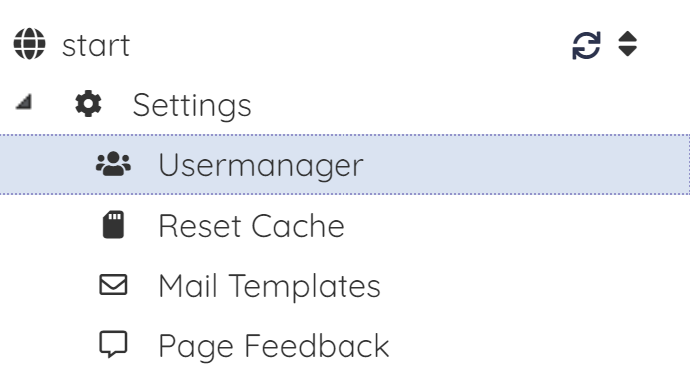 start
Settings
Usermanager
Reset Cache
Mail Templates
Page Feedback